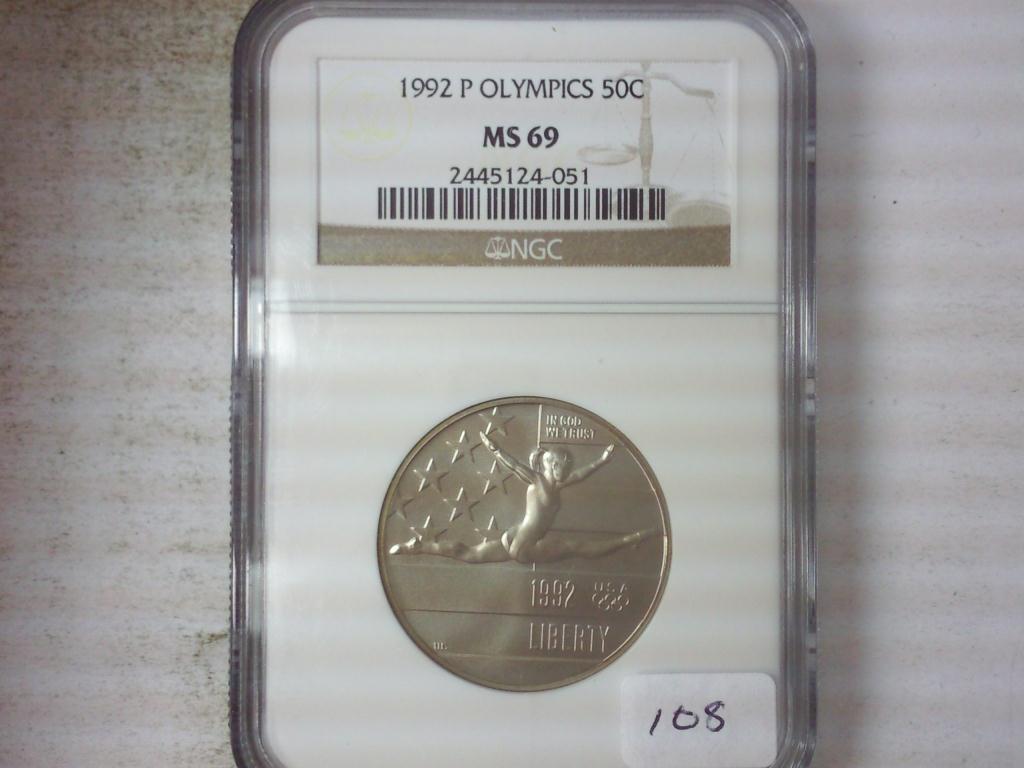 1992 P OLYMPICS 50C
MS 69
2445124-051
NGC
IN GOD
WE TRUST
1992 USA
LIBERTY
108